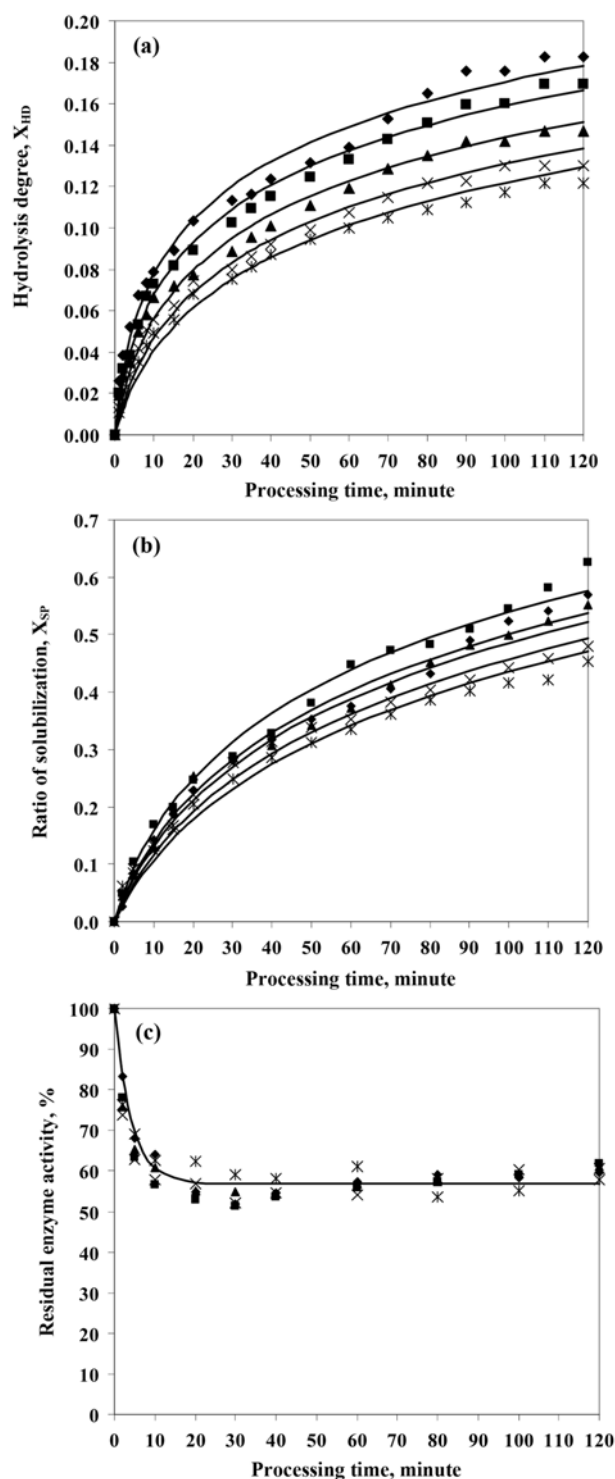 (a)
Hydrolysis degree, X_HD
0.20
0.18
0.16
0.14
0.12
0.10
0.08
0.06
0.04
0.02
0.00
0 10 20 30 40 50 60 70 80 90 100 110 120
Processing time, minute
(b)
Ratio of solubilization, X_SP
0.7
0.6
0.5
0.4
0.3
0.2
0.1
0.0
0 10 20 30 40 50 60 70 80 90 100 110 120
Processing time, minute
(c)
Residual enzyme activity, %
100
90
80
70
60
50
40
30
20
10
0
0 10 20 30 40 50 60 70 80 90 100 110 120
Processing time, minute